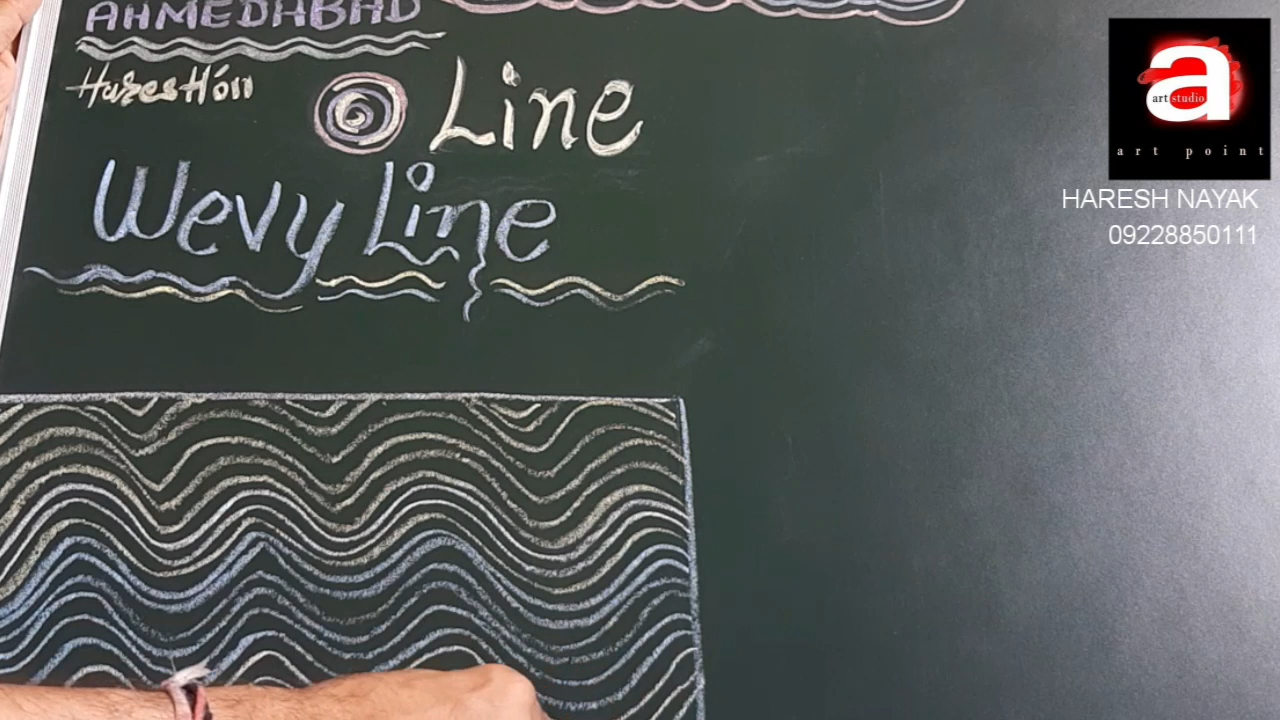 AHMEDABAD
Line
Wevy Line
a
art studio
art point
HARESH NAYAK
09228850111